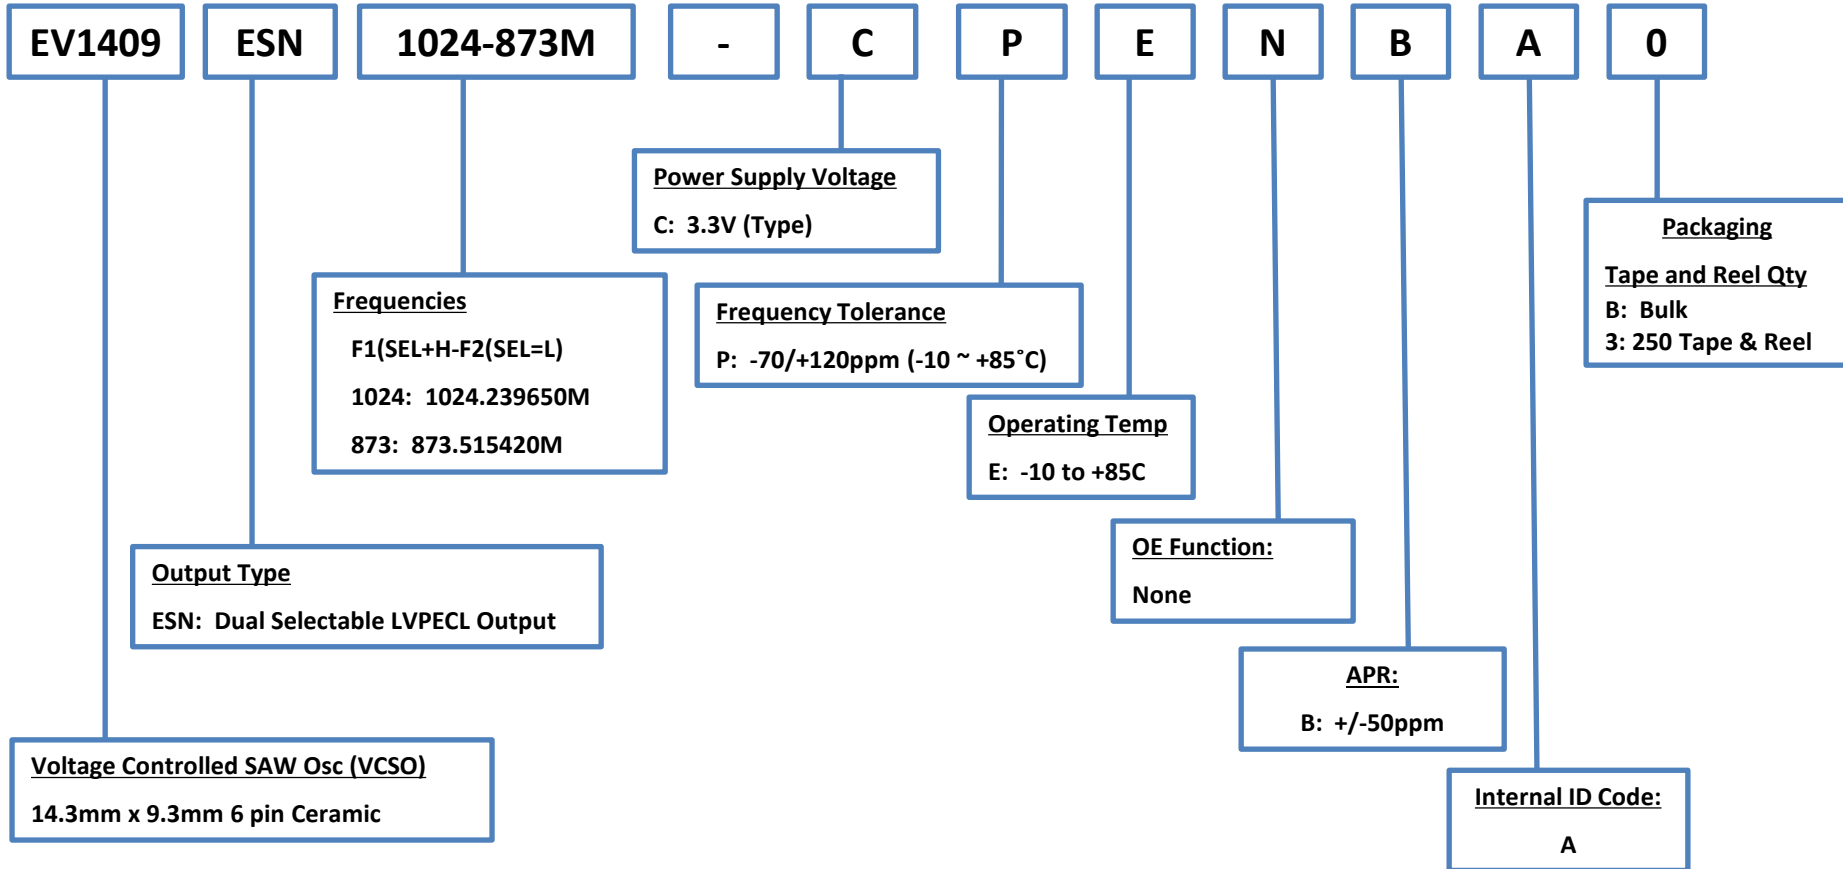 EV1409 ESN 1024-873M - C P E N B A 0
Power Supply Voltage
C: 3.3V (Type)
Packaging
Tape and Reel Qty
B: Bulk
3: 250 Tape & Reel
Frequencies
F1(SEL+H-F2(SEL=L)
1024: 1024.239650M
873: 873.515420M
Frequency Tolerance
P: -70/+120ppm (-10 ~ +85˚C)
Operating Temp
E: -10 to +85C
OE Function:
None
Output Type
ESN: Dual Selectable LVPECL Output
APR:
B: +/-50ppm
Voltage Controlled SAW Osc (VCSO)
14.3mm x 9.3mm 6 pin Ceramic
Internal ID Code:
A